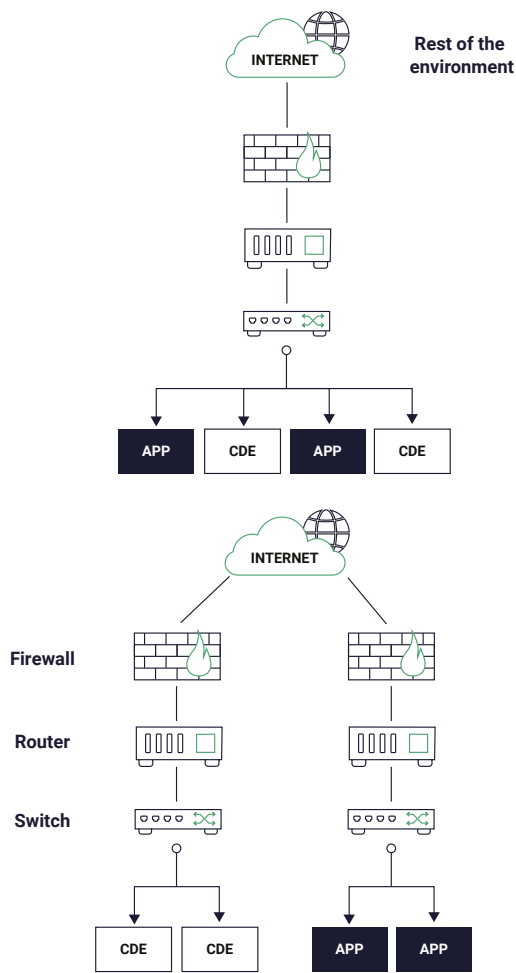 INTERNET
Rest of the
environment
APP
CDE
APP
CDE
INTERNET
Firewall
Router
Switch
CDE
CDE
APP
APP